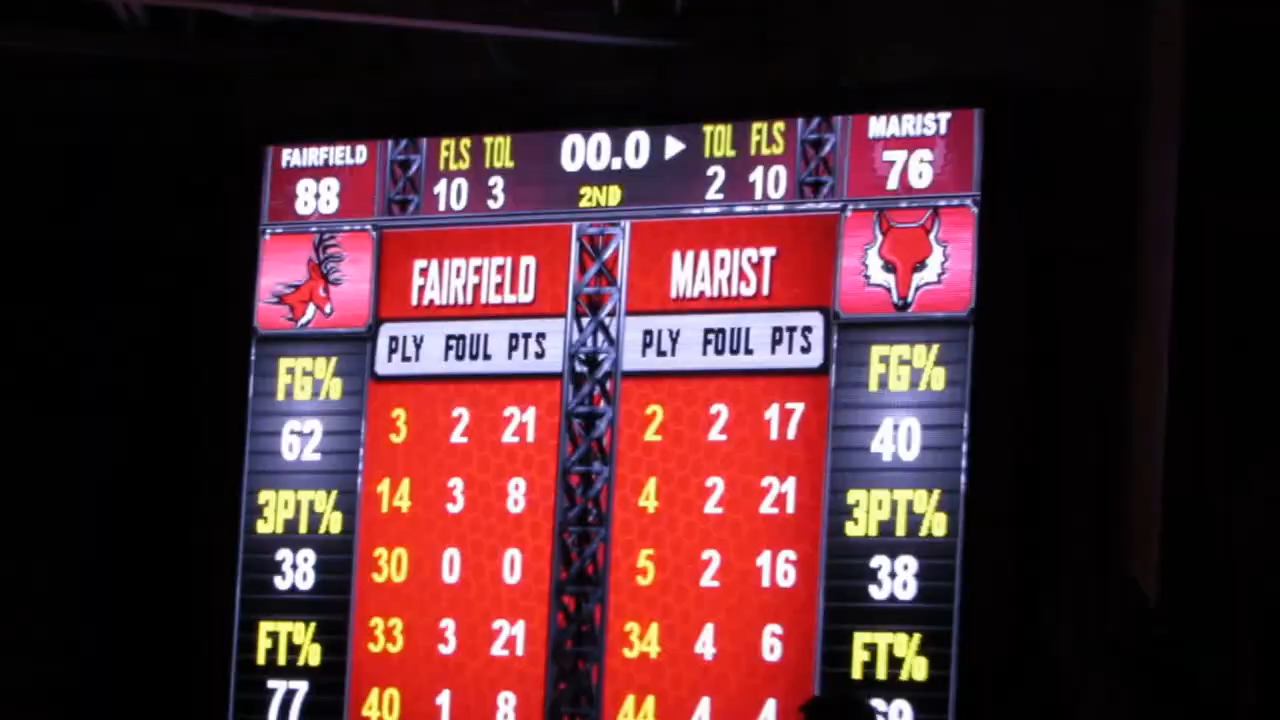 FAIRFIELD FLS TOL 00.0 TOL FLS MARIST
88 10 3 2ND 2 10 76
FAIRFIELD MARIST
PLY FOUL PTS PLY FOUL PTS
FG% FG%
3 2 21 2 2 17
62 40
14 3 8 4 2 21
3PT% 3PT%
30 0 0 5 2 16
38 38
33 3 21 34 4 6
FT% FT%
77 40 1 8 44 4 4